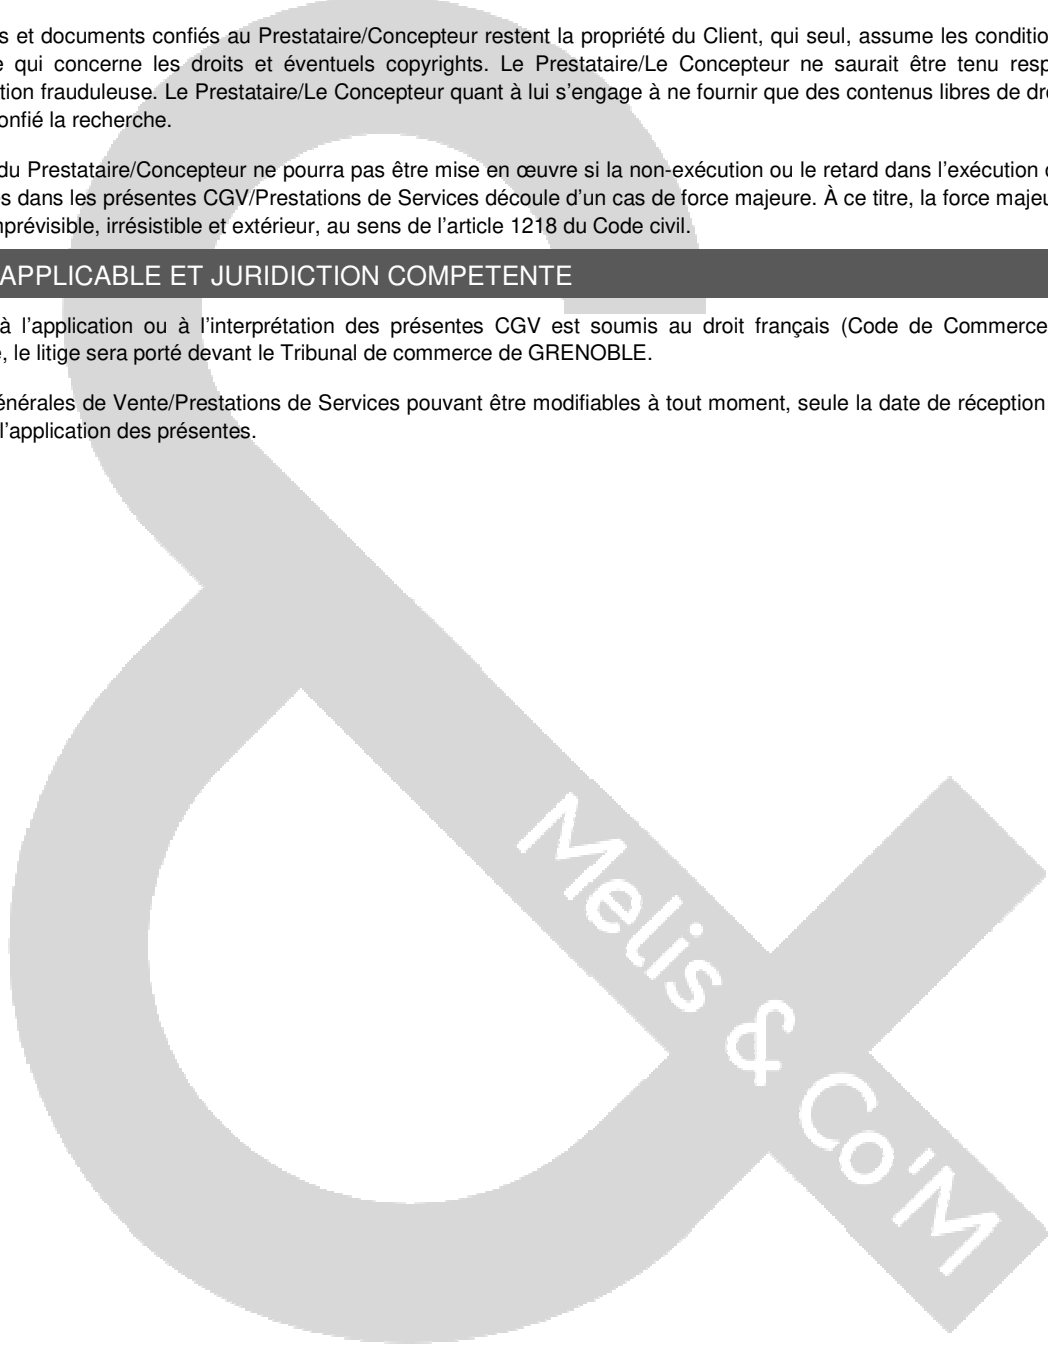 s et documents confiés au Prestataire/Concepteur restent la propriété du Client, qui seul, assume les conditio
e qui concerne les droits et éventuels copyrights. Le Prestataire/Le Concepteur ne saurait être tenu resp
tion frauduleuse. Le Prestataire/Le Concepteur quant à lui s’engage à ne fournir que des contenus libres de dr
onfié la recherche.
du Prestataire/Concepteur ne pourra pas être mise en œuvre si la non-exécution ou le retard dans l’exécution
s dans les présentes CGV/Prestations de Services découle d’un cas de force majeure. À ce titre, la force majeu
mprévisible, irrésistible et extérieur, au sens de l’article 1218 du Code civil.
APPLICABLE ET JURIDICTION COMPETENTE
à l’application ou à l’interprétation des présentes CGV est soumis au droit français (Code de Commerce
, le litige sera porté devant le Tribunal de commerce de GRENOBLE.
énérales de Vente/Prestations de Services pouvant être modifiables à tout moment, seule la date de réception
l’application des présentes.
Melis & Co'M